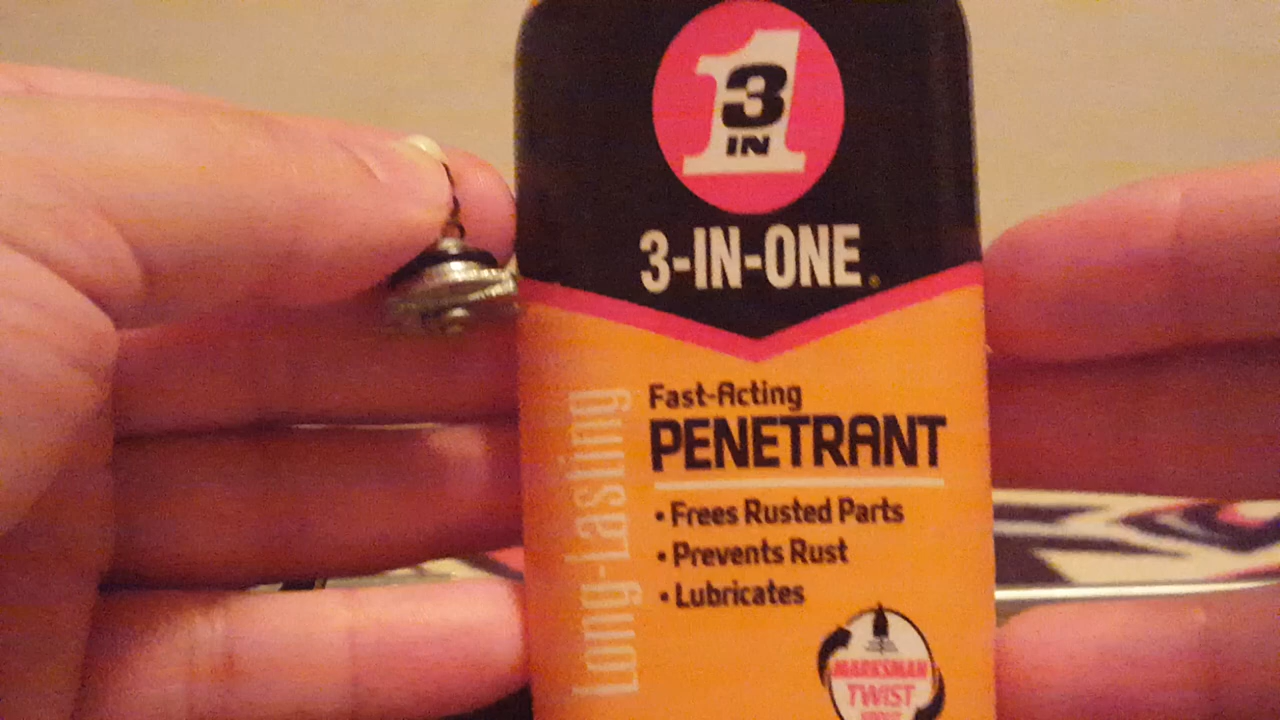 3
IN
1
3-IN-ONE®
Long-Lasting
Fast-Acting
PENETRANT
• Frees Rusted Parts
• Prevents Rust
• Lubricates
MARKSMAN
TWIST
SPOUT